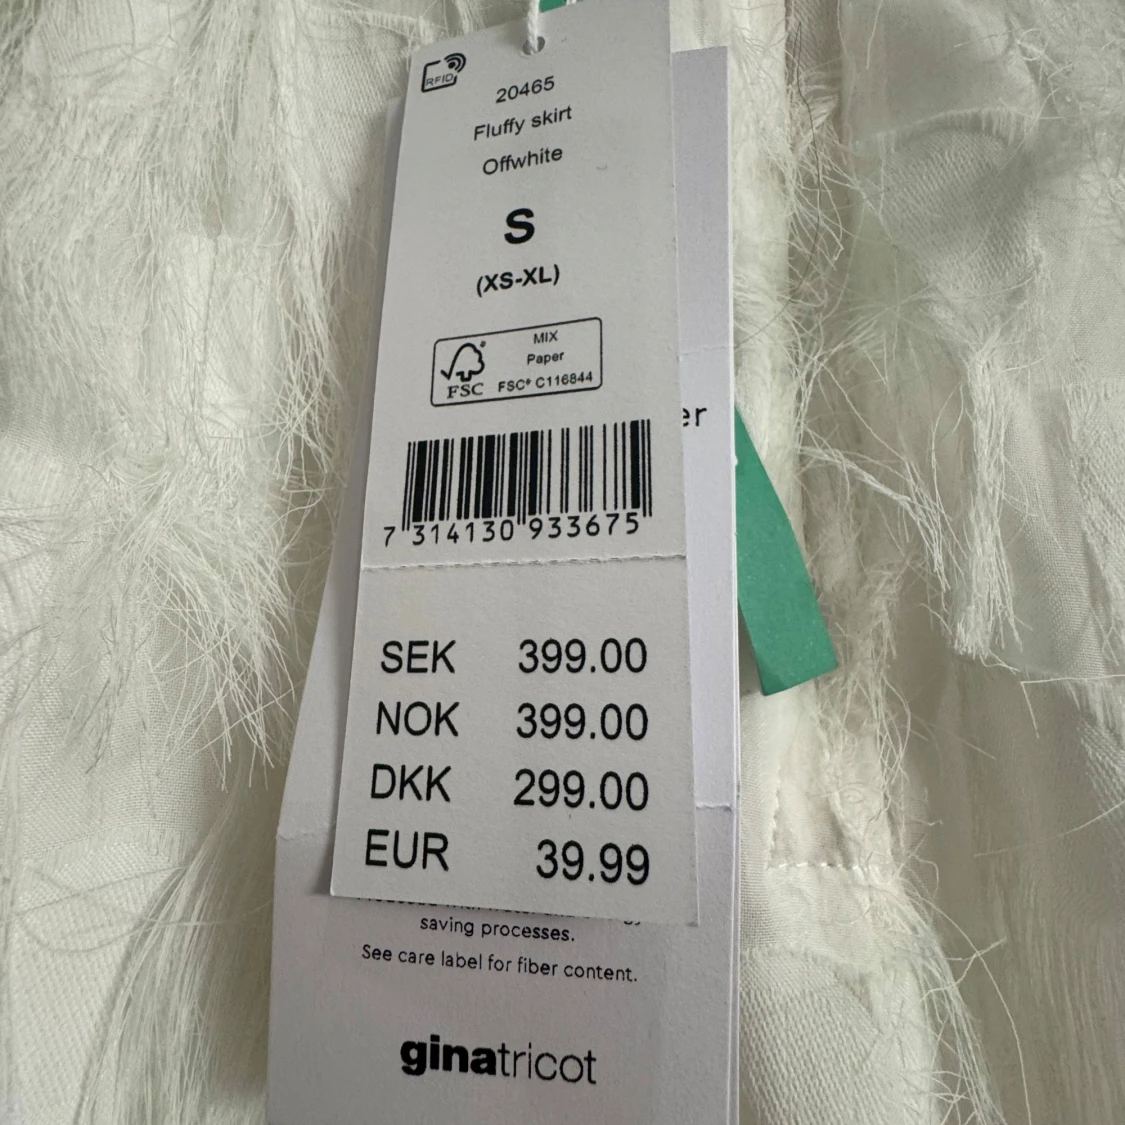 RFID
20465
Fluffy skirt
Offwhite
S
(XS-XL)
MIX
Paper
FSC® C116844
FSC
er
7 314130 933675
SEK 399.00
NOK 399.00
DKK 299.00
EUR 39.99
saving processes.
See care label for fiber content.
ginatricot